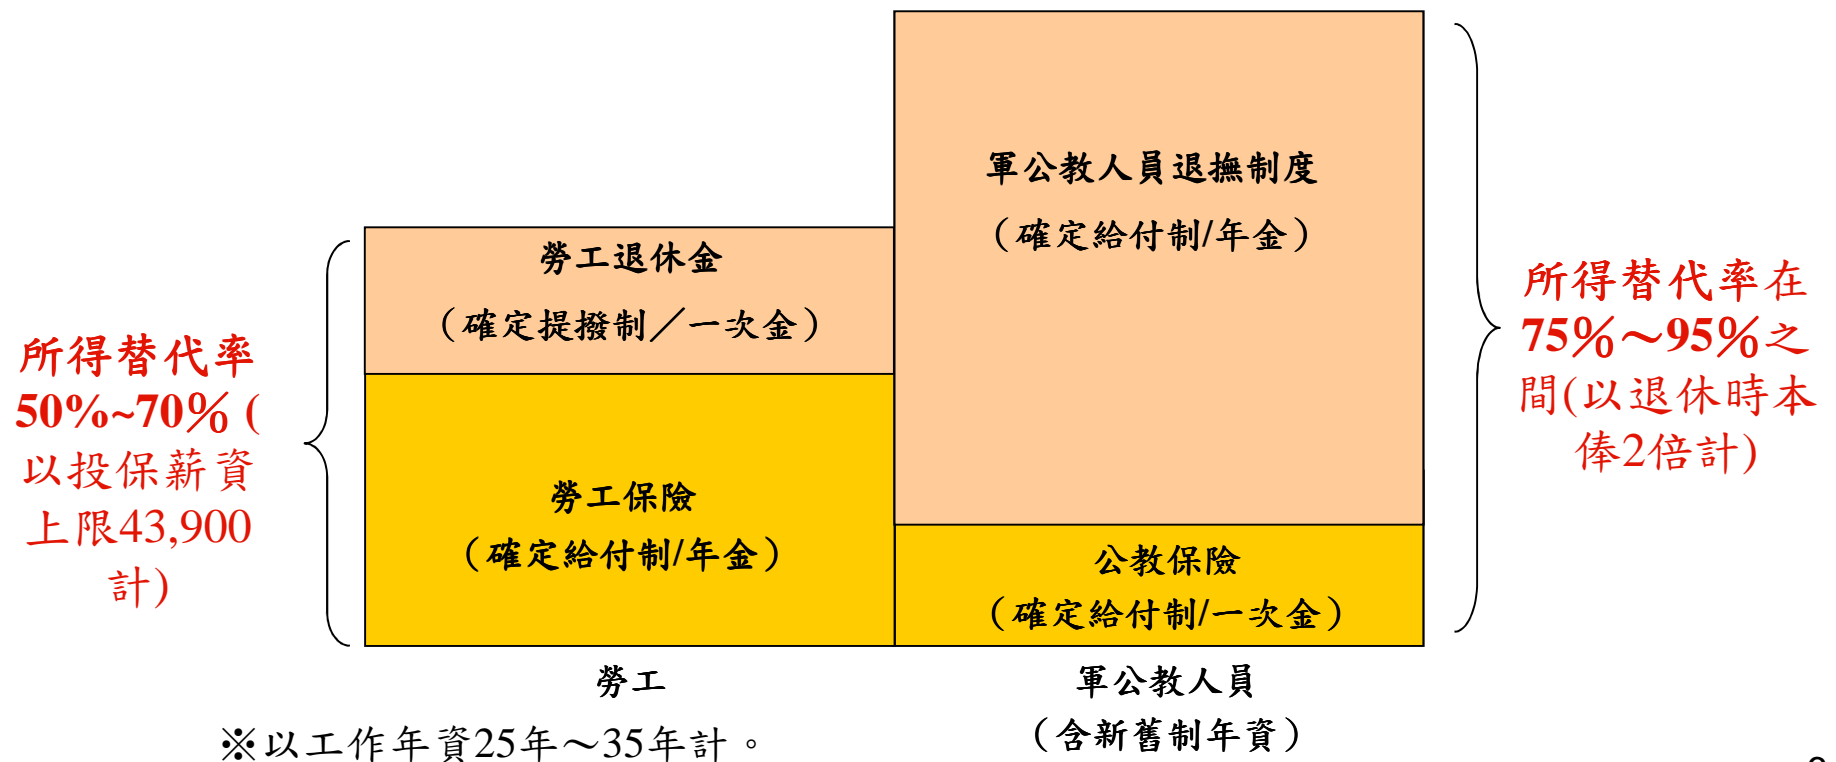 軍公教人員退撫制度
（確定給付制/年金）
勞工退休金
（確定提撥制／一次金）
所得替代率
50%~70％ (
以投保薪資
上限43,900
計)
所得替代率在
75％～95％之
間(以退休時本
俸2倍計)
勞工保險
（確定給付制/年金）
公教保險
（確定給付制/一次金）
勞工
軍公教人員
（含新舊制年資）
※以工作年資25年～35年計。